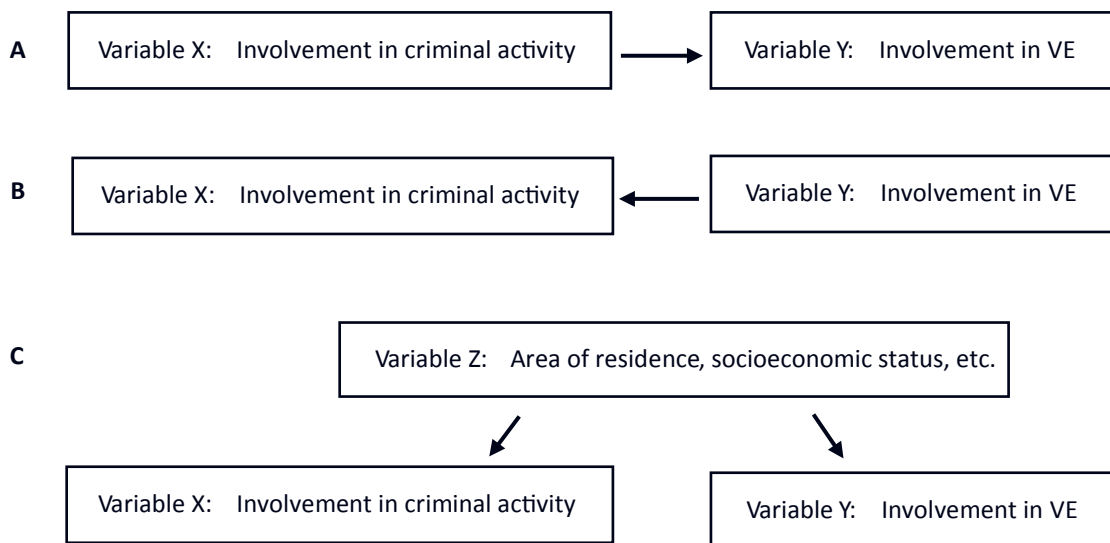 A Variable X: Involvement in criminal activity Variable Y: Involvement in VE
B Variable X: Involvement in criminal activity Variable Y: Involvement in VE
C Variable Z: Area of residence, socioeconomic status, etc.
Variable X: Involvement in criminal activity Variable Y: Involvement in VE